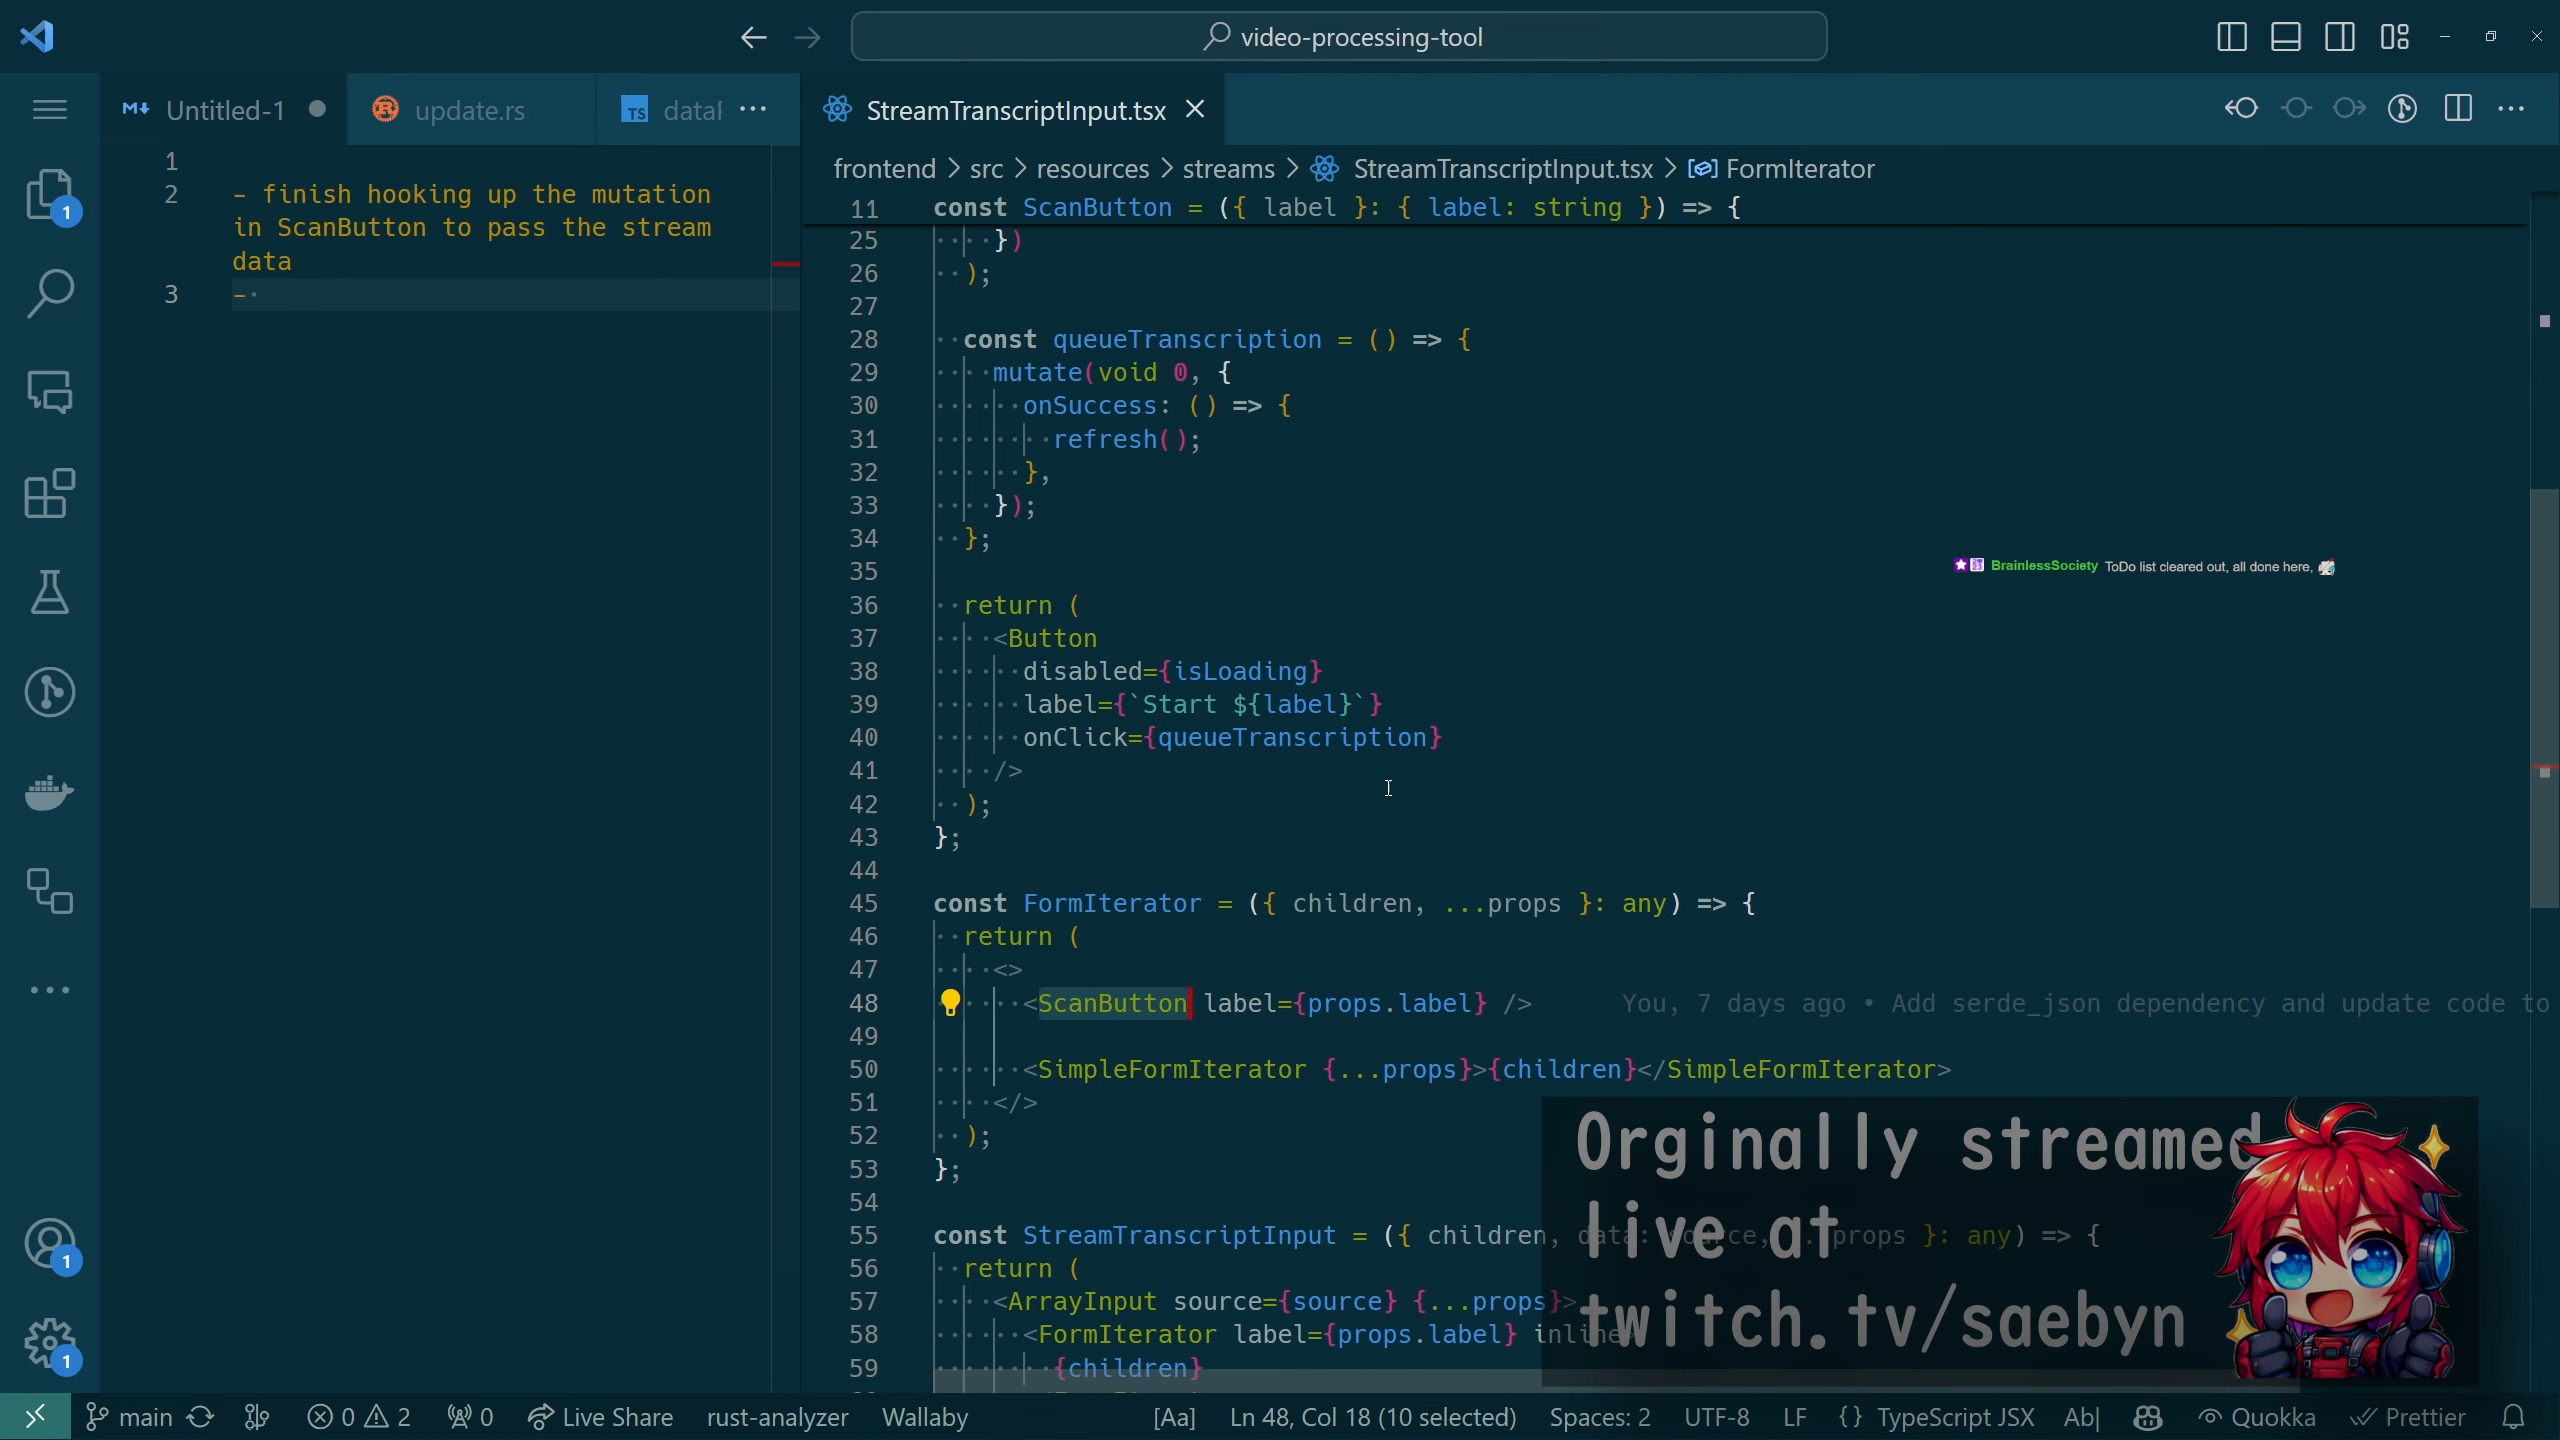 video-processing-tool
Untitled-1
update.rs
TS
StreamTranscriptInput.tsx
frontend > src > resources > streams > StreamTranscriptInput.tsx > FormIterator
1
2 - finish hooking up the mutation
in ScanButton to pass the stream
data
3 -
11 const ScanButton = ({ label }: { label: string }) => {
25 })
26 );
27
28 const queueTranscription = () => {
29 mutate(void 0, {
30 onSuccess: () => {
31 refresh();
32 },
33 });
34 };
35
36 return (
37 <Button
38 disabled={isLoading}
39 label={`Start ${label}`}
40 onClick={queueTranscription}
41 />
42 );
43 };
44
45 const FormIterator = ({ children, ...props }: any) => {
46 return (
47 <>
48 <ScanButton label={props.label} /> You, 7 days ago • Add serde_json dependency and update code to
49
50 <SimpleFormIterator {...props}>{children}</SimpleFormIterator>
51 </>
52 );
53 };
54
55 const StreamTranscriptInput = ({ children, data: source, ...props }: any) => {
56 return (
57 <ArrayInput source={source} {...props}>
58 <FormIterator label={props.label} inline>
59 {children}
BrainlessSociety ToDo list cleared out, all done here,
Orginally streamed
live at
twitch.tv/saebyn
1
1
1
main 0 2 0 Live Share rust-analyzer Wallaby [Aa] Ln 48, Col 18 (10 selected) Spaces: 2 UTF-8 LF {} TypeScript JSX Ab| Quokka Prettier